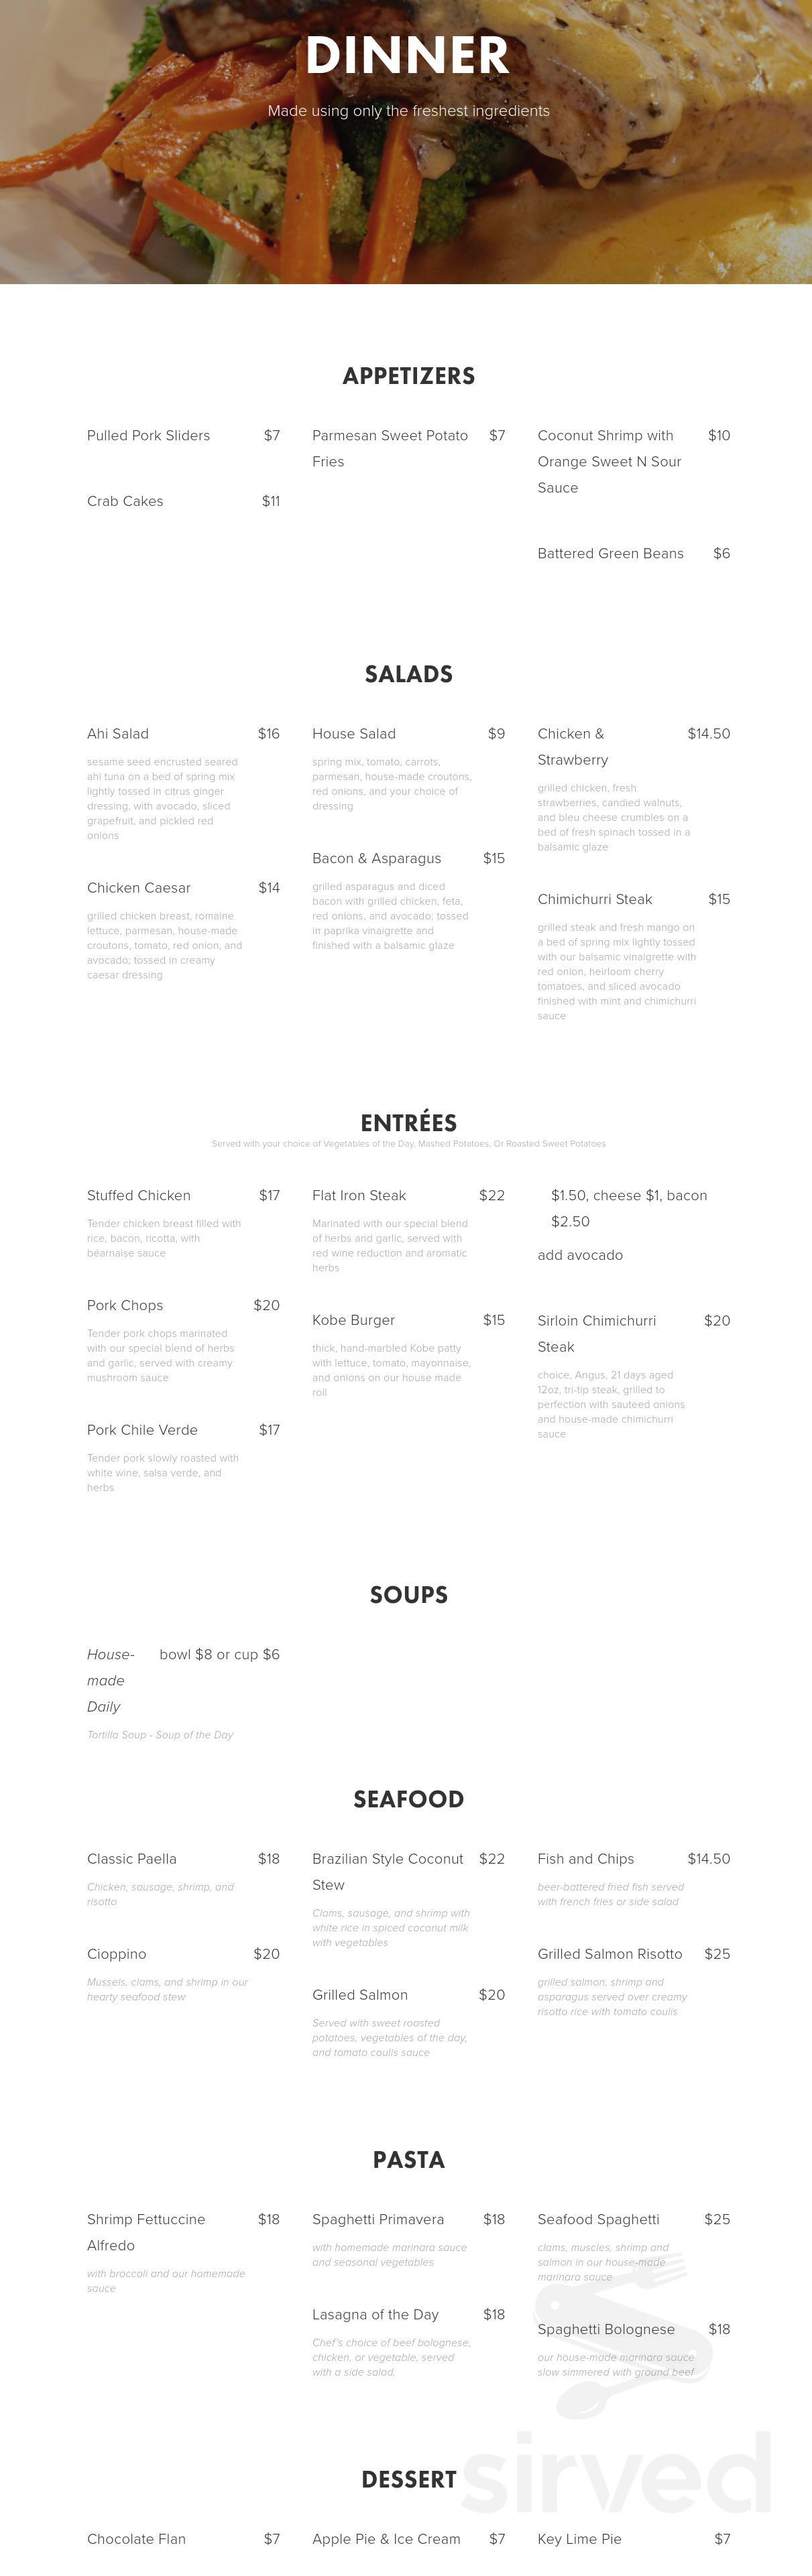 DINNER
Made using only the freshest ingredients
APPETIZERS
Pulled Pork Sliders $7
Crab Cakes $11
Parmesan Sweet Potato $7
Fries
Coconut Shrimp with $10
Orange Sweet N Sour
Sauce
Battered Green Beans $6
SALADS
Ahi Salad $16
sesame seed encrusted seared
ahi tuna on a bed of spring mix
lightly tossed in citrus ginger
dressing, with avocado, sliced
grapefruit, and pickled red
onions
Chicken Caesar $14
grilled chicken breast, romaine
lettuce, parmesan, house-made
croutons, tomato, red onion, and
avocado; tossed in creamy
caesar dressing
House Salad $9
spring mix, tomato, carrots,
parmesan, house-made croutons,
red onions, and your choice of
dressing
Bacon & Asparagus $15
grilled asparagus and diced
bacon with grilled chicken, feta,
red onions, and avocado; tossed
in paprika vinaigrette and
finished with a balsamic glaze
Chicken & $14.50
Strawberry
grilled chicken, fresh
strawberries, candied walnuts,
and bleu cheese crumbles on a
bed of fresh spinach tossed in a
balsamic glaze
Chimichurri Steak $15
grilled steak and fresh mango on
a bed of spring mix lightly tossed
with our balsamic vinaigrette with
red onion, heirloom cherry
tomatoes, and sliced avocado
finished with mint and chimichurri
sauce
ENTRÉES
Served with your choice of Vegetables of the Day, Mashed Potatoes, Or Roasted Sweet Potatoes
Stuffed Chicken $17
Tender chicken breast filled with
rice, bacon, ricotta, with
bearnaise sauce
Pork Chops $20
Tender pork chops marinated
with our special blend of herbs
and garlic, served with creamy
mushroom sauce
Pork Chile Verde $17
Tender pork slowly roasted with
white wine, salsa verde, and
herbs
Flat Iron Steak $22
Marinated with our special blend
of herbs and garlic, served with
red wine reduction and aromatic
herbs
Kobe Burger $15
thick, hand-marbled Kobe patty
with lettuce, tomato, mayonnaise,
and onions on our house made
roll
$1.50, cheese $1, bacon
$2.50
add avocado
Sirloin Chimichurri $20
Steak
choice, Angus, 21 days aged
12oz, tri-tip steak, grilled to
perfection with sauteed onions
and house-made chimichurri
sauce
SOUPS
House- bowl $8 or cup $6
made
Daily
Tortilla Soup - Soup of the Day
SEAFOOD
Classic Paella $18
Chicken, sausage, shrimp, and
risotto
Cioppino $20
Mussels, clams, and shrimp in our
hearty seafood stew
Brazilian Style Coconut $22
Stew
Clams, sausage, and shrimp with
white rice in spiced coconut milk
with vegetables
Grilled Salmon $20
Served with sweet roasted
potatoes, vegetables of the day,
and tomato coulis sauce
Fish and Chips $14.50
beer-battered fried fish served
with french fries or side salad
Grilled Salmon Risotto $25
grilled salmon, shrimp and
asparagus served over creamy
risotto rice with tomato coulis
PASTA
Shrimp Fettuccine $18
Alfredo
with broccoli and our homemade
sauce
Spaghetti Primavera $18
with homemade marinara sauce
and seasonal vegetables
Lasagna of the Day $18
Chef's choice of beef bolognese,
chicken, or vegetable, served
with a side salad.
Seafood Spaghetti $25
clams, muscles, shrimp and
salmon in our house-made
marinara sauce
Spaghetti Bolognese $18
our house-made marinara sauce
slow simmered with ground beef
DESSERT
sirved
Chocolate Flan $7
Apple Pie & Ice Cream $7
Key Lime Pie $7